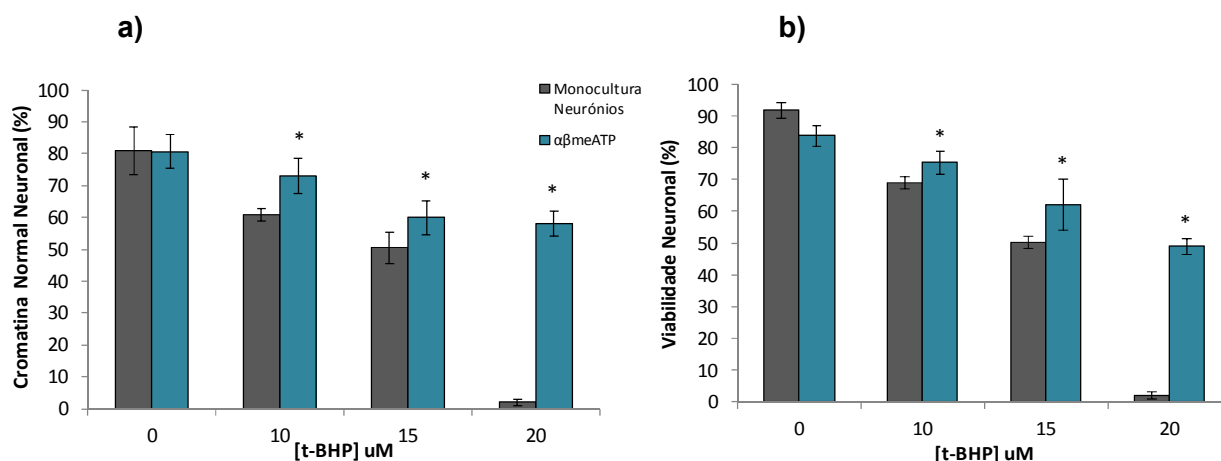 a)
Cromatina Normal Neuronal (%)
100
90
80
70
60
50
40
30
20
10
0
Monocultura
Neurónios
αβmeATP
*
*
*
0 10 15 20
[t-BHP] uM
b)
Viabilidade Neuronal (%)
100
90
80
70
60
50
40
30
20
10
0
*
*
*
0 10 15 20
[t-BHP] uM